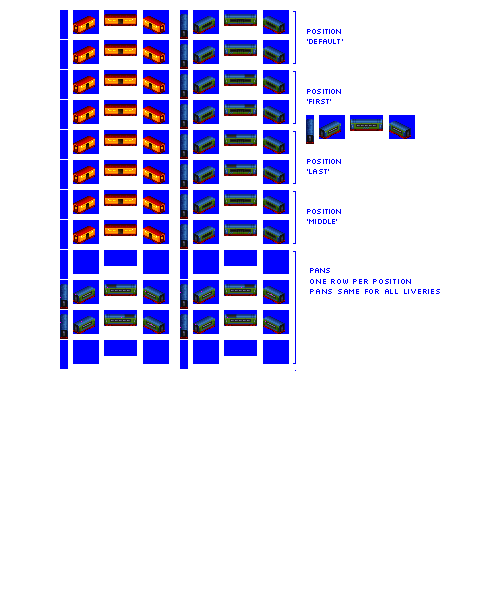 POSITION
'DEFAULT'
POSITION
'FIRST'
POSITION
'LAST'
POSITION
'MIDDLE'
PANS
ONE ROW PER POSITION
PANS SAME FOR ALL LIVERIES